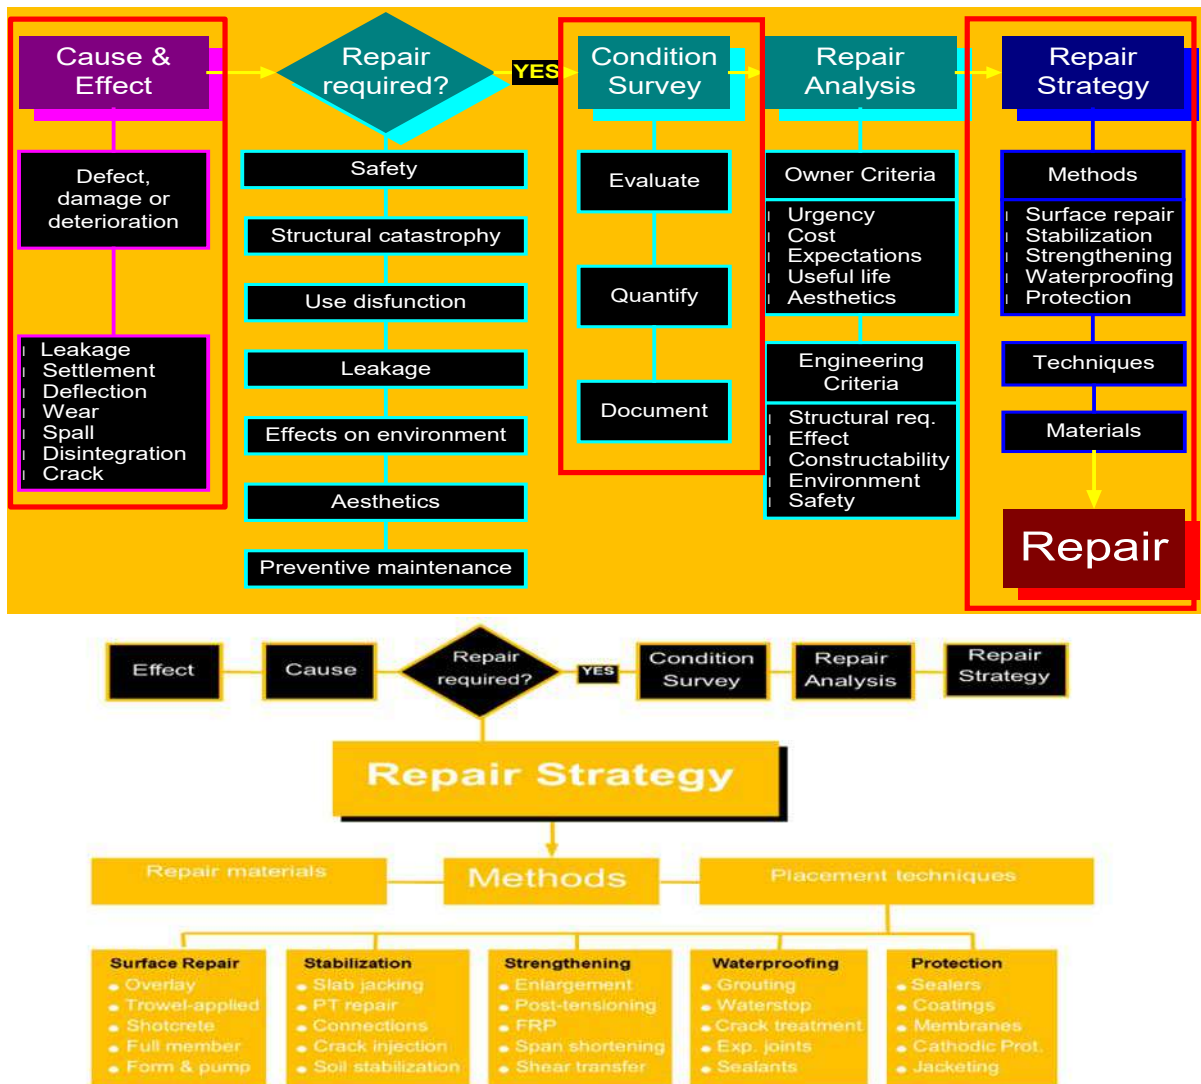 Cause &
Effect
Defect,
damage or
deterioration
Leakage
Settlement
Deflection
Wear
Spall
Disintegration
Crack
Repair
required?
YES
Safety
Structural catastrophy
Use disfunction
Leakage
Effects on environment
Aesthetics
Preventive maintenance
Condition
Survey
Evaluate
Quantify
Document
Repair
Analysis
Owner Criteria
Urgency
Cost
Expectations
Useful life
Aesthetics
Engineering
Criteria
Structural req.
Effect
Constructability
Environment
Safety
Repair
Strategy
Methods
Surface repair
Stabilization
Strengthening
Waterproofing
Protection
Techniques
Materials
Repair
Effect
Cause
Repair
required?
YES
Condition
Survey
Repair
Analysis
Repair
Strategy
Repair Strategy
Repair materials
Methods
Placement techniques
Surface Repair
Overlay
Trowel-applied
Shotcrete
Full member
Form & pump
Stabilization
Slab jacking
PT repair
Connections
Crack injection
Soil stabilization
Strengthening
Enlargement
Post-tensioning
FRP
Span shortening
Shear transfer
Waterproofing
Grouting
Waterstop
Crack treatment
Exp. joints
Sealants
Protection
Sealers
Coatings
Membranes
Cathodic Prot.
Jacketing